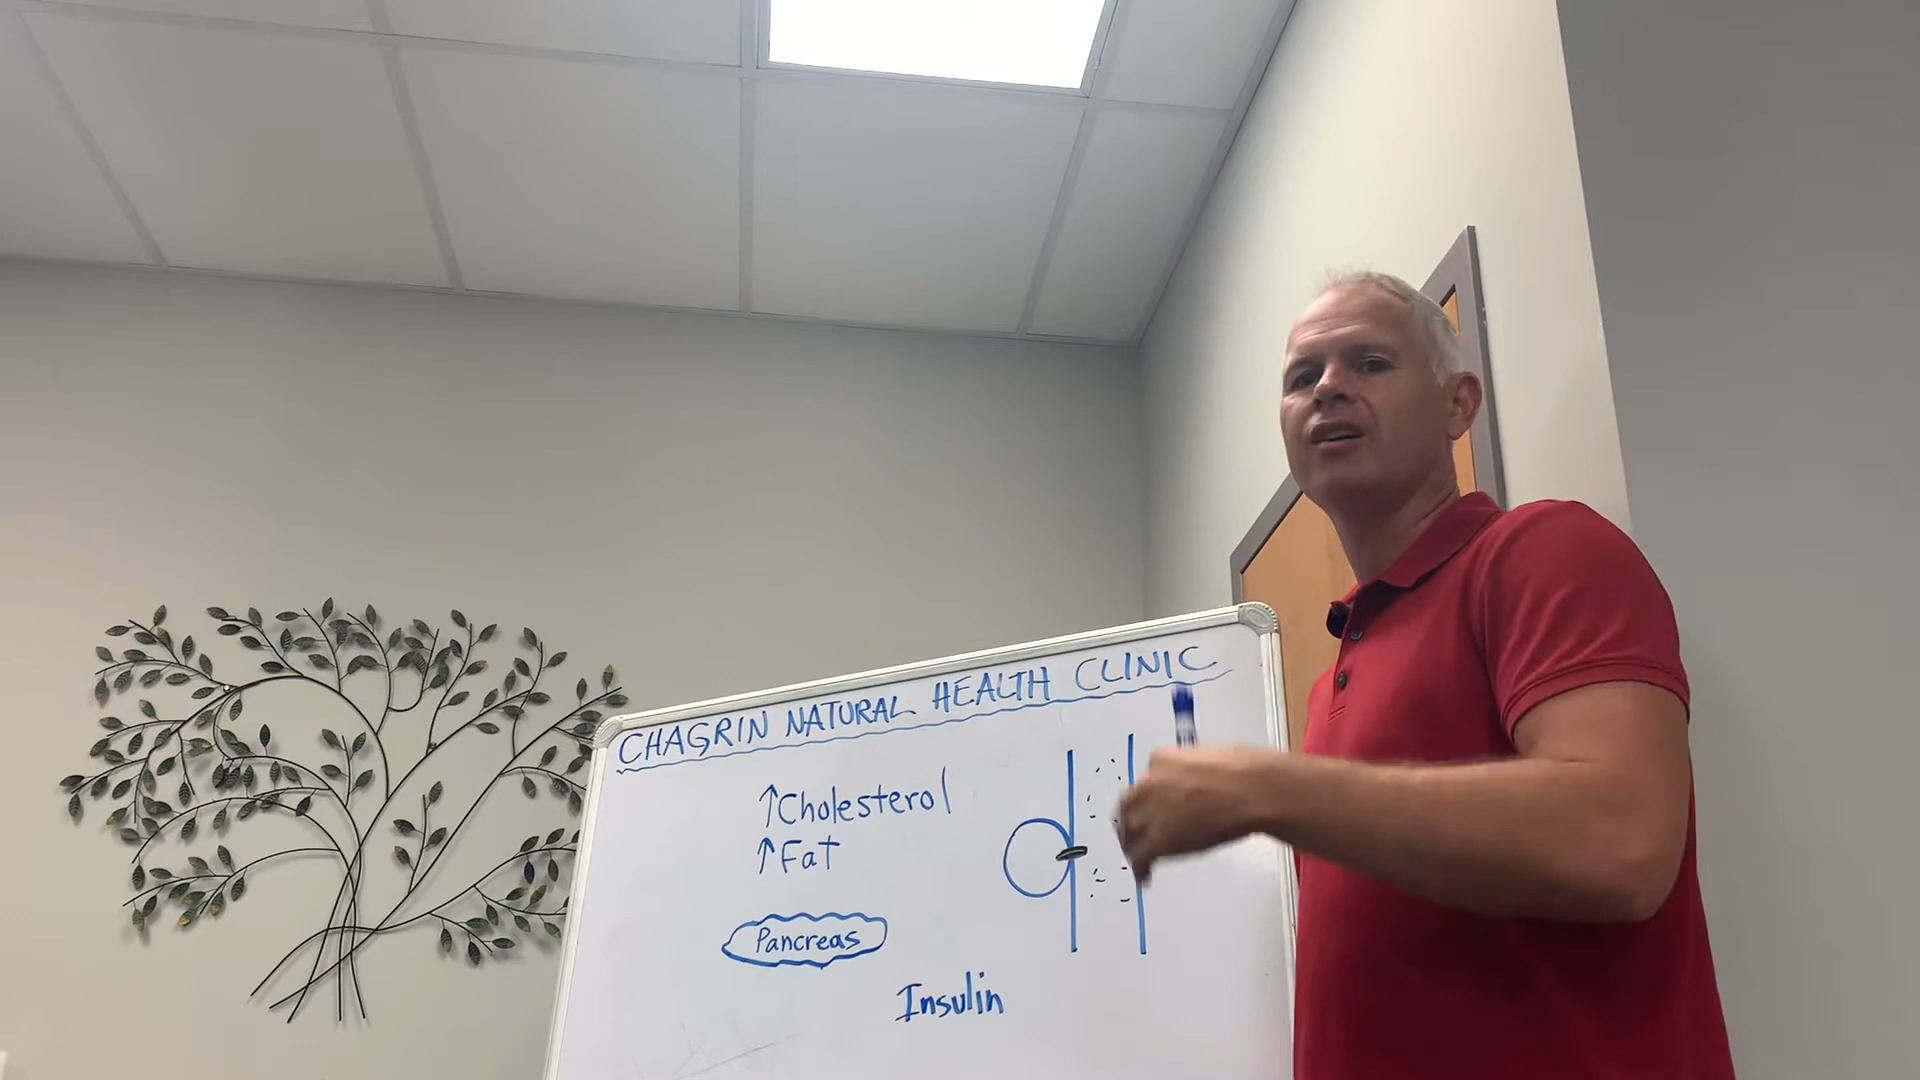 CHAGRIN NATURAL HEALTH CLINIC
↑Cholesterol
↑Fat
Pancreas
Insulin